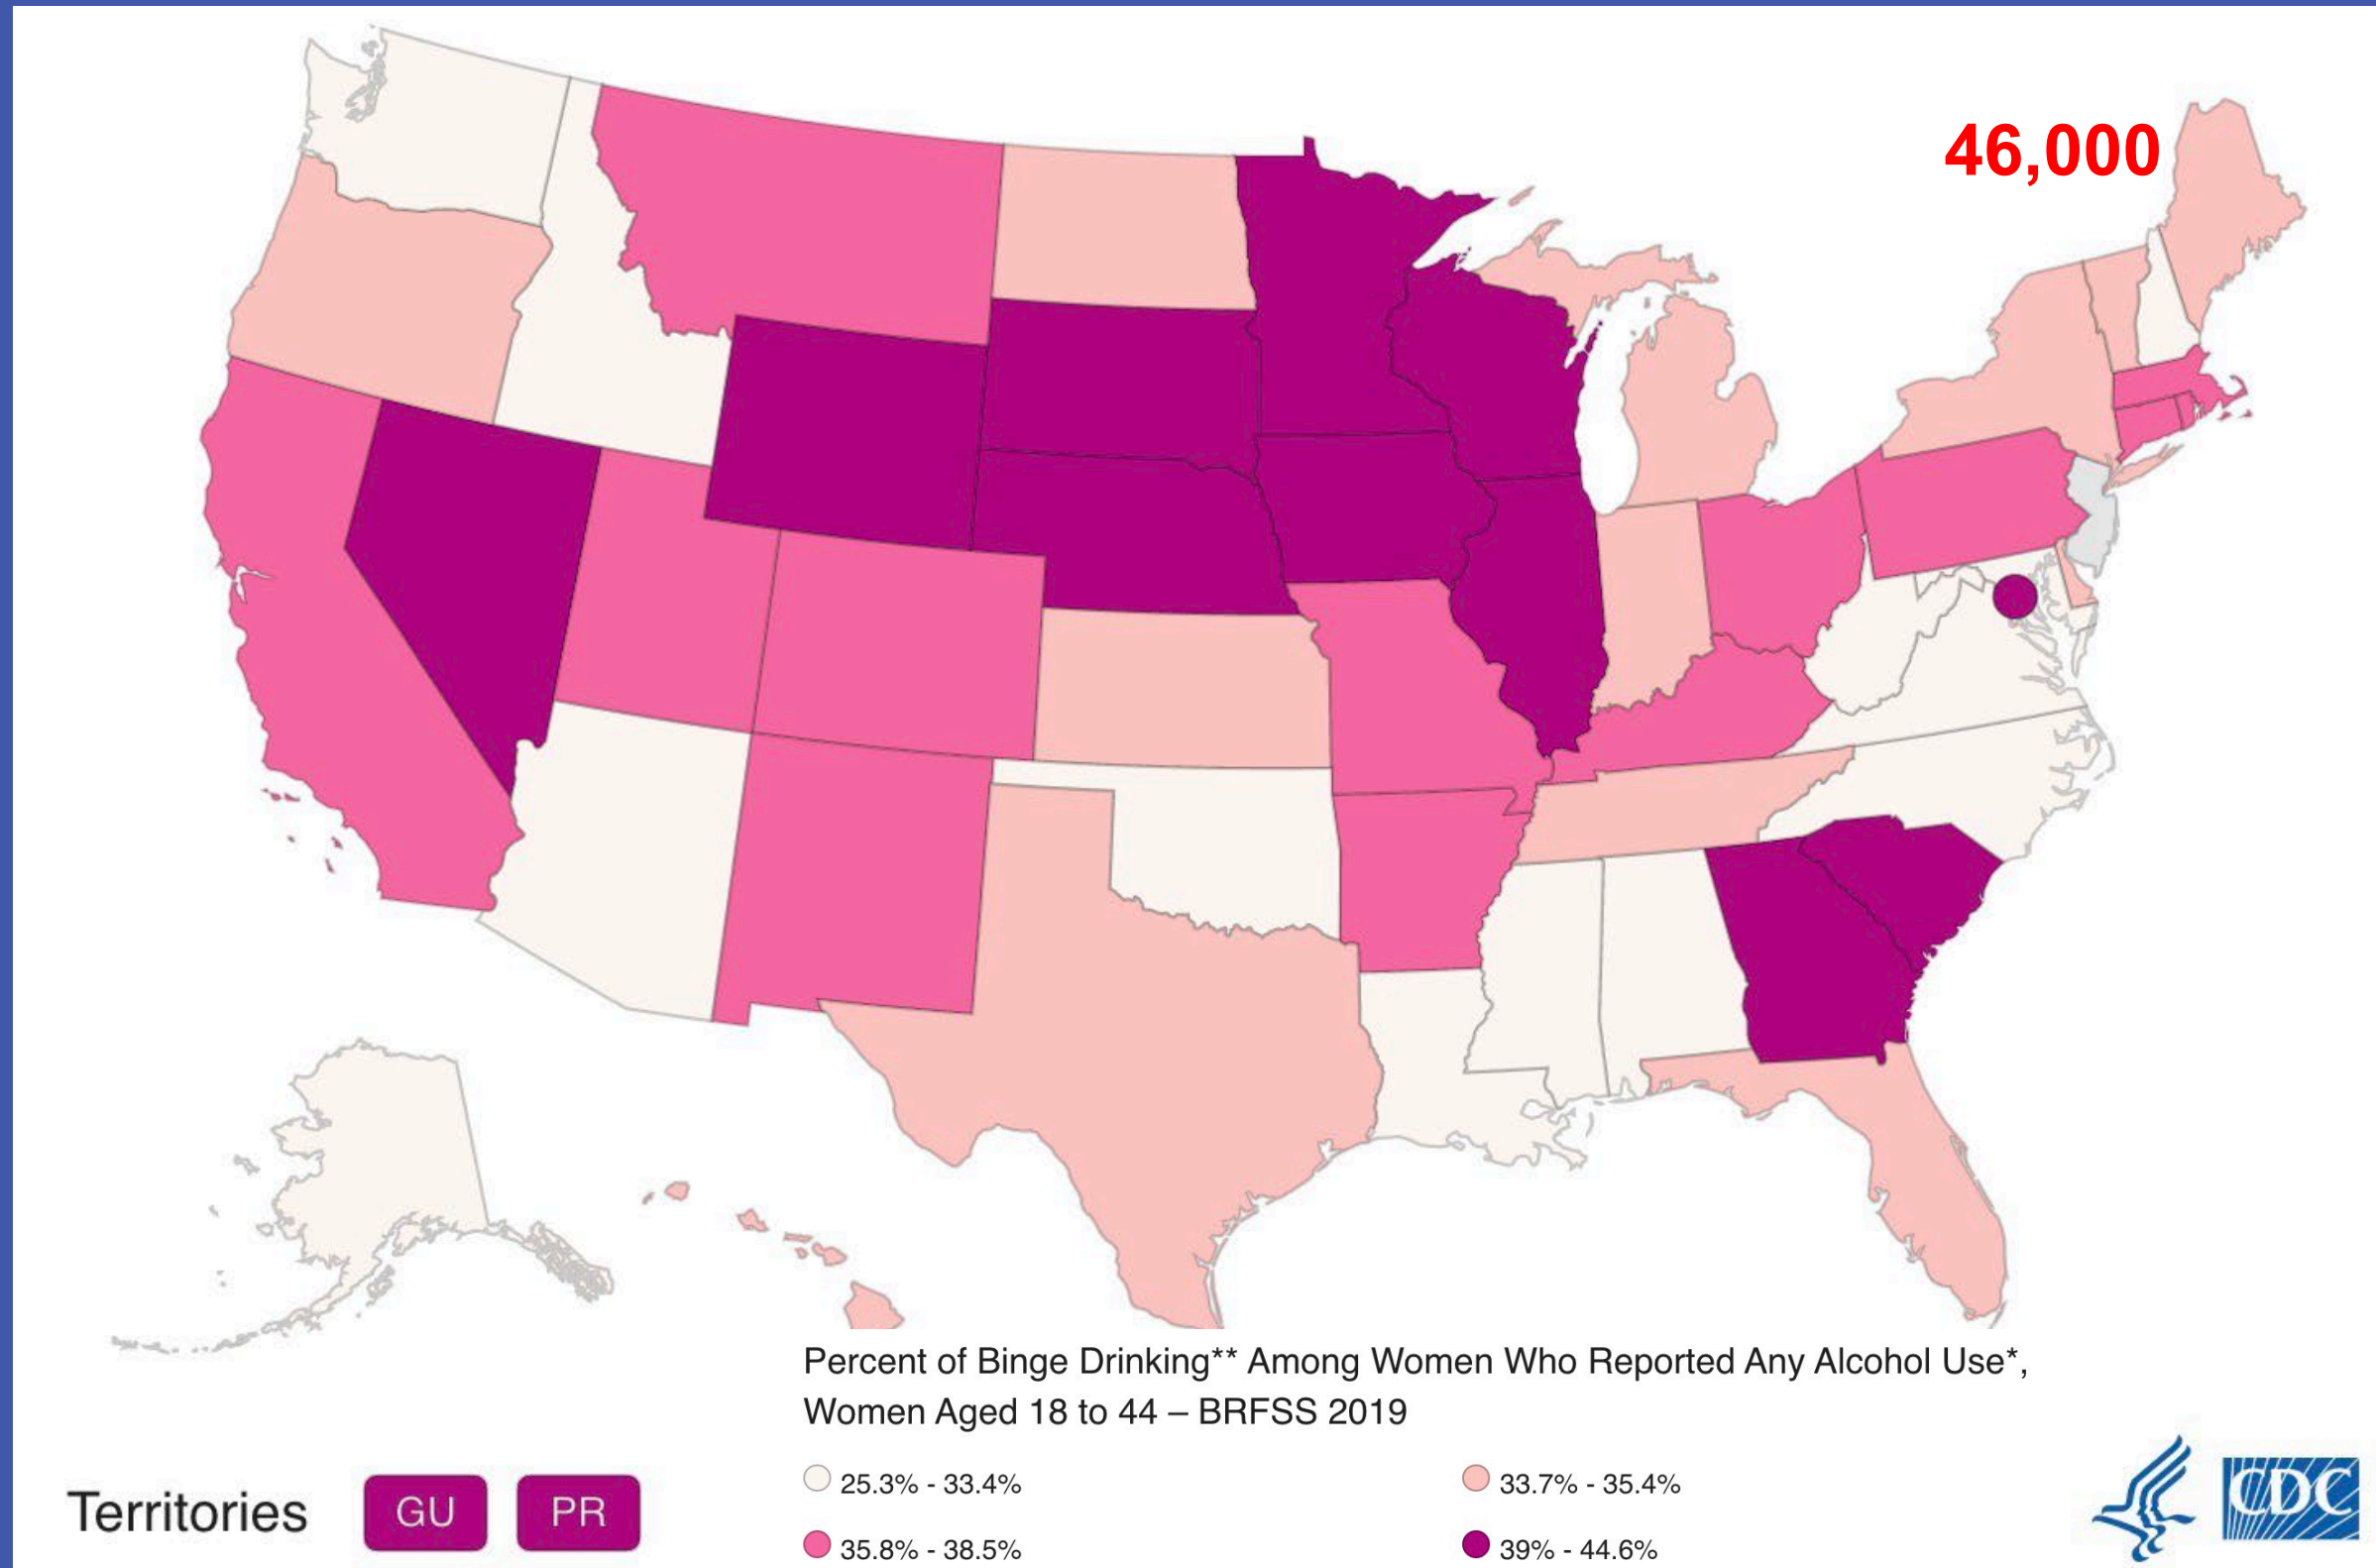 46,000
Percent of Binge Drinking** Among Women Who Reported Any Alcohol Use*,
Women Aged 18 to 44 – BRFSS 2019
25.3% - 33.4%
33.7% - 35.4%
35.8% - 38.5%
39% - 44.6%
Territories
GU
PR
CDC